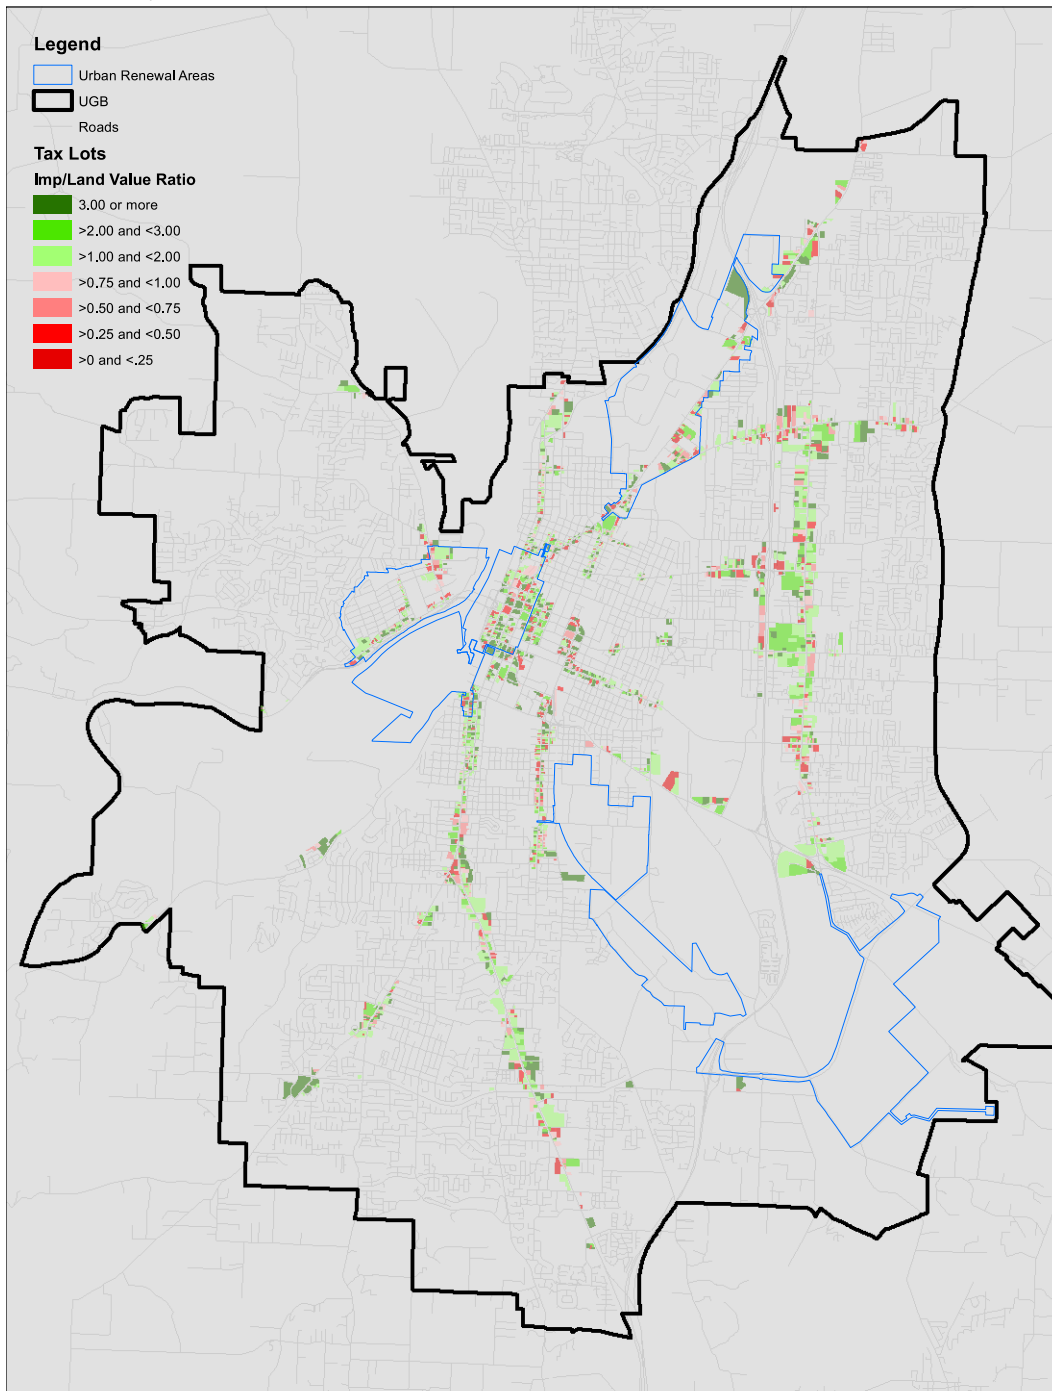 Legend
Urban Renewal Areas
UGB
Roads
Tax Lots
Imp/Land Value Ratio
3.00 or more
>2.00 and <3.00
>1.00 and <2.00
>0.75 and <1.00
>0.50 and <0.75
>0.25 and <0.50
>0 and <.25